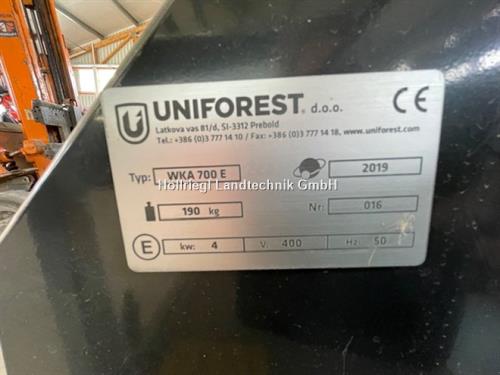 UNIFOREST® d.o.o.
CE
Latkova vas 81/d, SI-3312 Prebold
Tel.: +386 (0)3 777 14 10 / Fax: +386 (0)3 777 14 18, www.uniforest.com
Typ: WKA 700 E 2019
Höllriegl Landtechnik GmbH
190 kg Nr: 016
E kw: 4 V: 400 Hz: 50